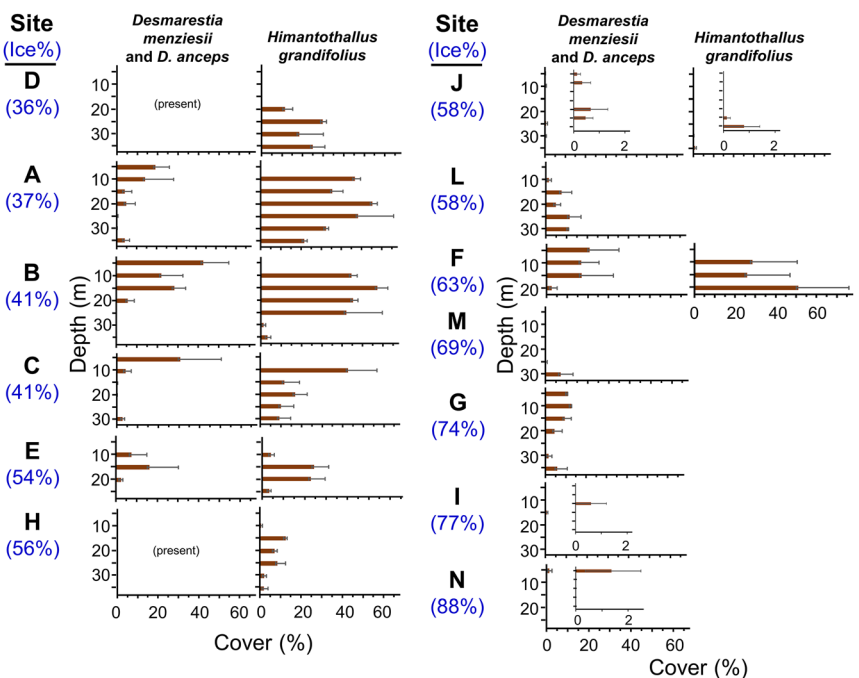 Site
(Ice%)
Desmarestia
menziesii
and D. anceps
Himantothallus
grandifolius
D
(36%)
10
20
30
(present)
A
(37%)
10
20
30
B
(41%)
10
20
30
Depth (m)
C
(41%)
10
20
30
E
(54%)
10
20
H
(56%)
10
20
30
(present)
0 20 40 60
0 20 40 60
Cover (%)
Site
(Ice%)
Desmarestia
menziesii
and D. anceps
Himantothallus
grandifolius
J
(58%)
10
20
30
0 2
0 2
L
(58%)
10
20
30
F
(63%)
10
20
0 20 40 60
Depth (m)
M
(69%)
10
20
30
G
(74%)
10
20
30
I
(77%)
10
20
30
0 2
N
(88%)
10
20
0 2
0 20 40 60
Cover (%)